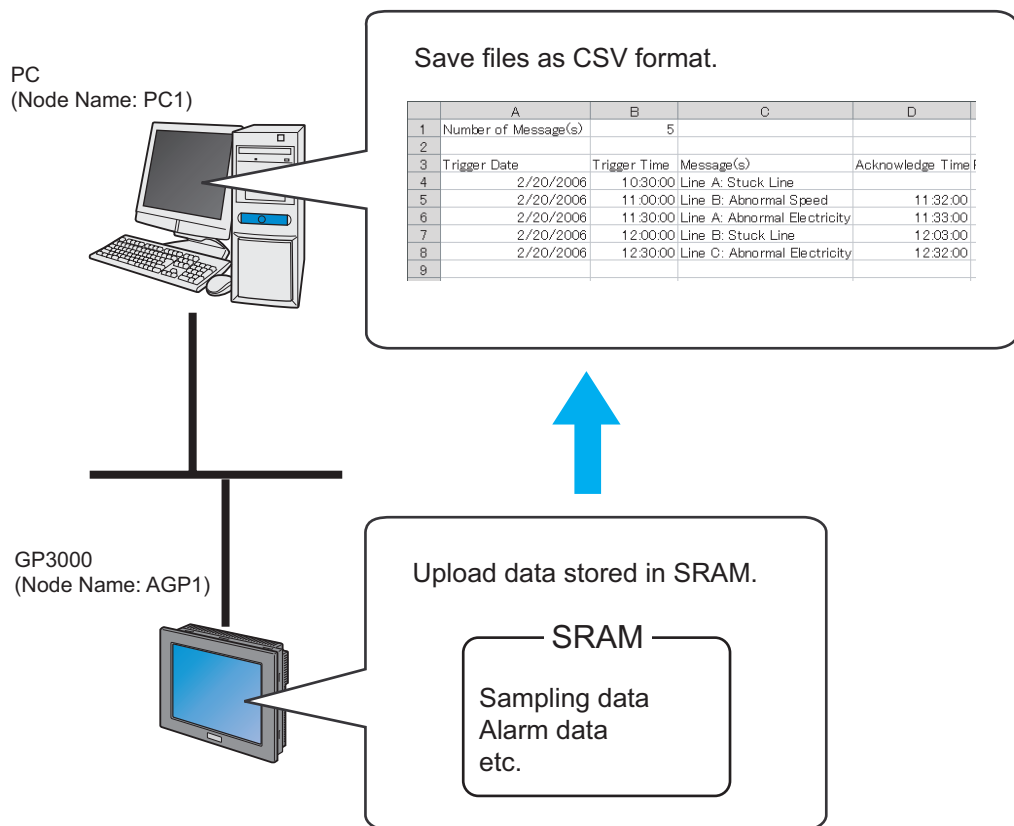 Save files as CSV format.
PC
(Node Name: PC1)
A B C D
1 Number of Message(s) 5
2
3 Trigger Date Trigger Time Message(s) Acknowledge Time
4 2/20/2006 10:30:00 Line A: Stuck Line
5 2/20/2006 11:00:00 Line B: Abnormal Speed 11:32:00
6 2/20/2006 11:30:00 Line A: Abnormal Electricity 11:33:00
7 2/20/2006 12:00:00 Line B: Stuck Line 12:03:00
8 2/20/2006 12:30:00 Line C: Abnormal Electricity 12:32:00
9
GP3000
(Node Name: AGP1)
Upload data stored in SRAM.
SRAM
Sampling data
Alarm data
etc.